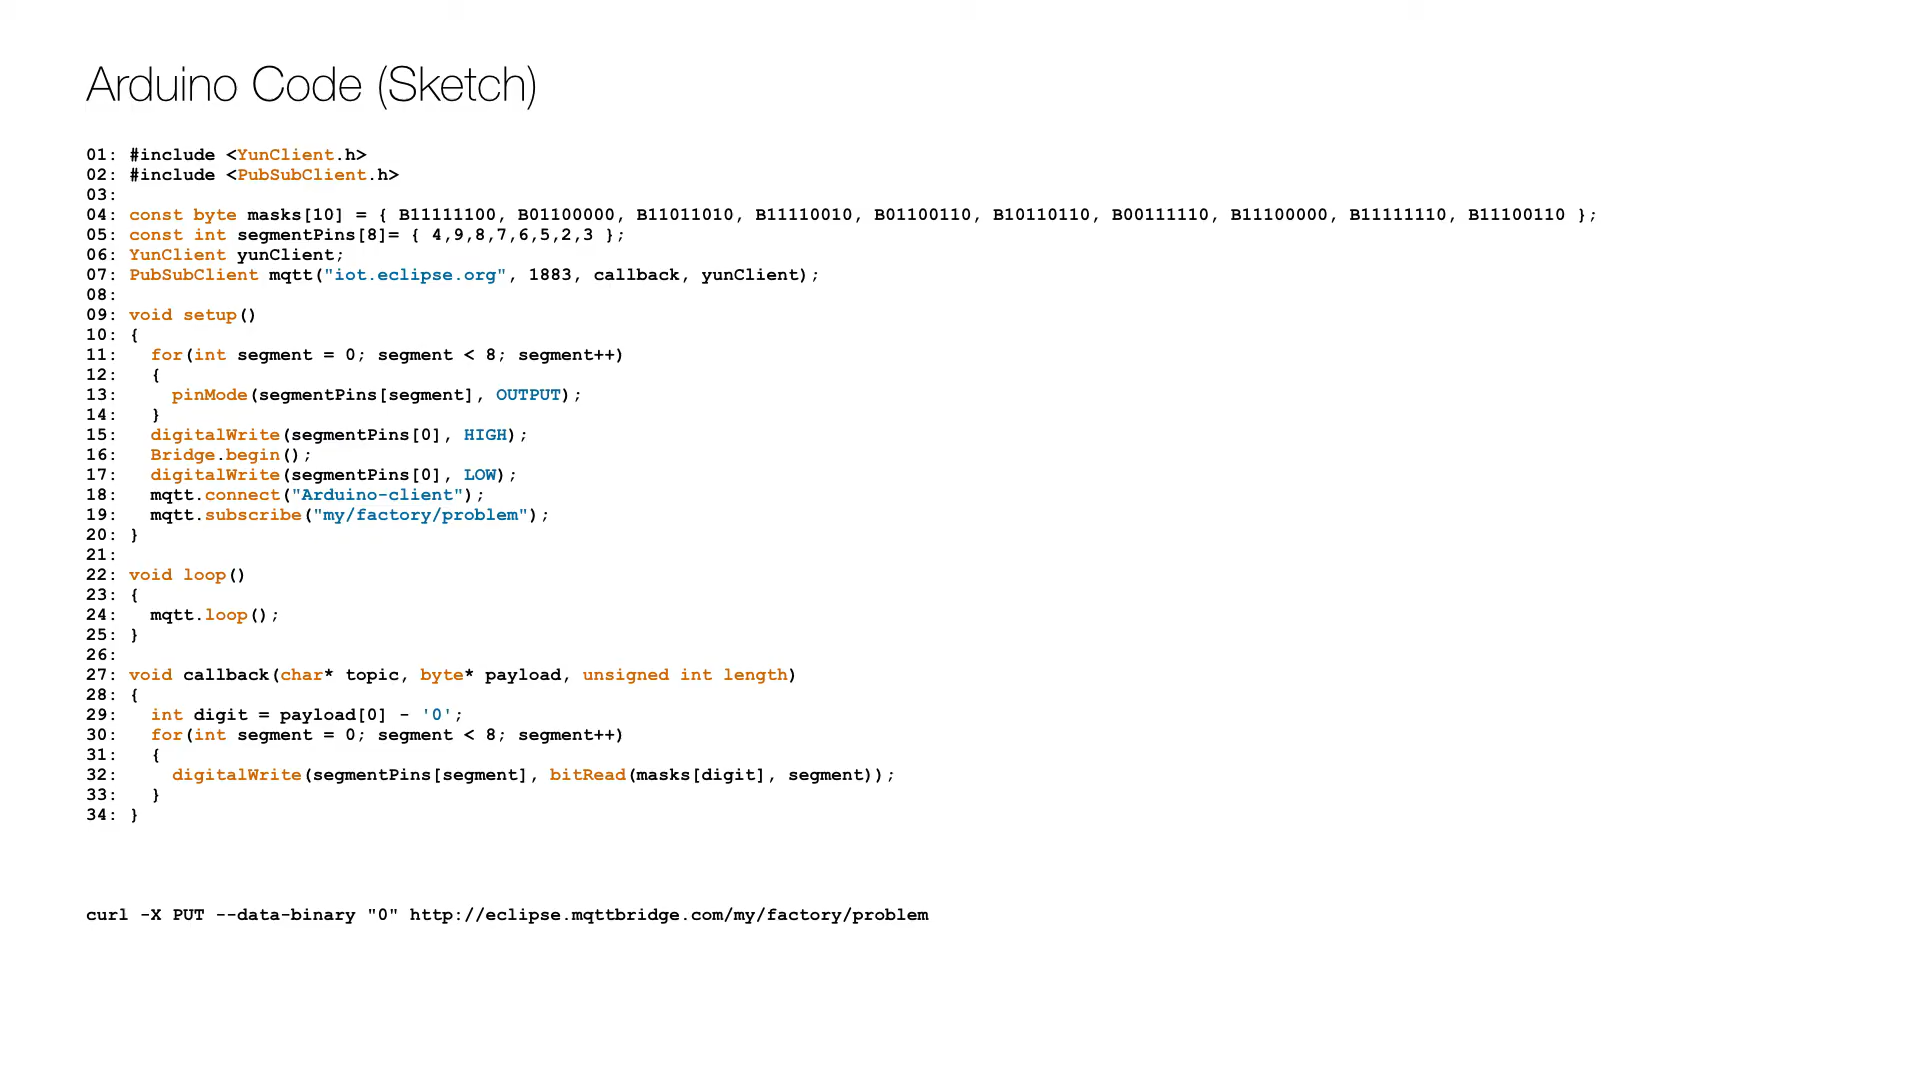 Arduino Code (Sketch)
01: #include <YunClient.h>
02: #include <PubSubClient.h>
03:
04: const byte masks[10] = { B11111100, B01100000, B11011010, B11110010, B01100110, B10110110, B00111110, B11100000, B11111110, B11100110 };
05: const int segmentPins[8]= { 4,9,8,7,6,5,2,3 };
06: YunClient yunClient;
07: PubSubClient mqtt("iot.eclipse.org", 1883, callback, yunClient);
08:
09: void setup()
10: {
11:   for(int segment = 0; segment < 8; segment++)
12:   {
13:     pinMode(segmentPins[segment], OUTPUT);
14:   }
15:   digitalWrite(segmentPins[0], HIGH);
16:   Bridge.begin();
17:   digitalWrite(segmentPins[0], LOW);
18:   mqtt.connect("Arduino-client");
19:   mqtt.subscribe("my/factory/problem");
20: }
21:
22: void loop()
23: {
24:   mqtt.loop();
25: }
26:
27: void callback(char* topic, byte* payload, unsigned int length)
28: {
29:   int digit = payload[0] - '0';
30:   for(int segment = 0; segment < 8; segment++)
31:   {
32:     digitalWrite(segmentPins[segment], bitRead(masks[digit], segment));
33:   }
34: }
curl -X PUT --data-binary "0" http://eclipse.mqttbridge.com/my/factory/problem